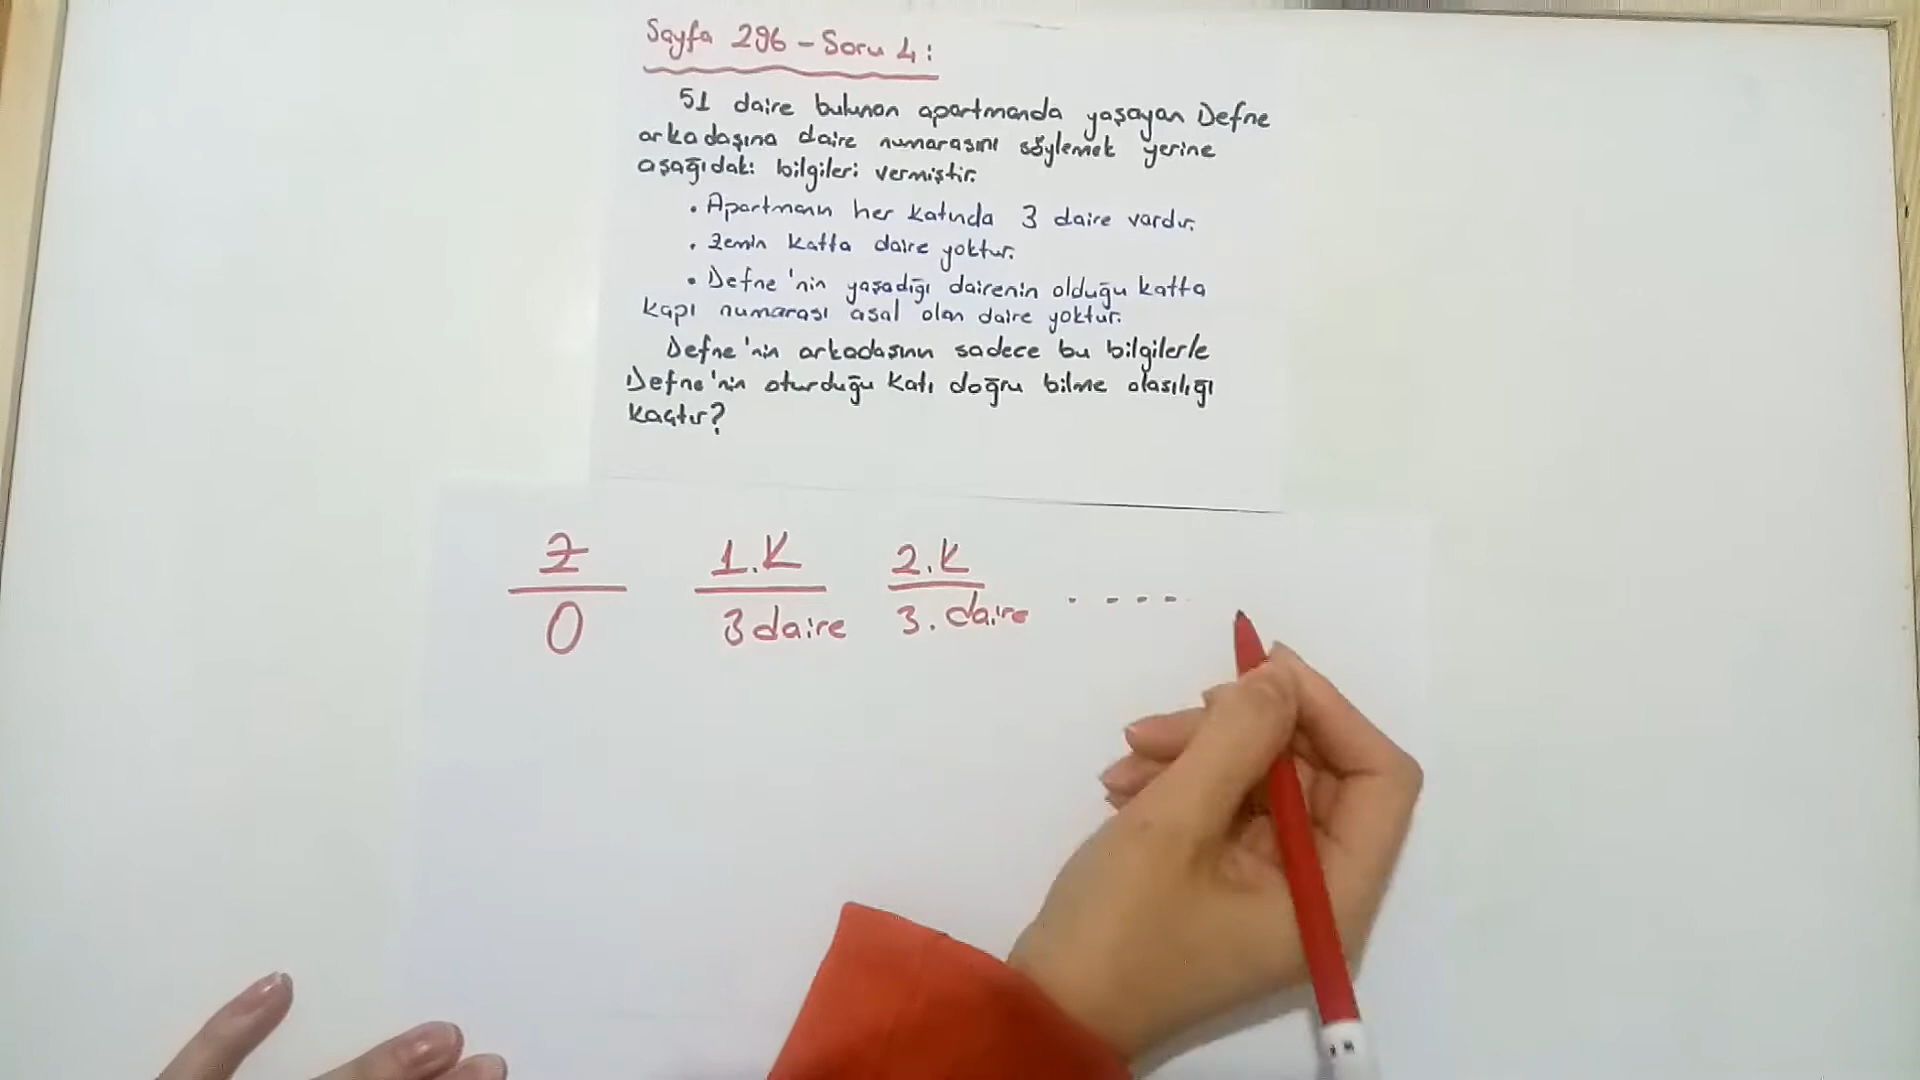 Sayfa 296 - Soru 4:
51 daire bulunan apartmanda yaşayan Defne
arkadaşına daire numarasını söylemek yerine
aşağıdaki bilgileri vermiştir.
• Apartmanın her katında 3 daire vardır.
• Zemin katta daire yoktur.
• Defne'nin yaşadığı dairenin olduğu katta
kapı numarası asal olan daire yoktur.
Defne'nin arkadaşının sadece bu bilgilerle
Defne'nin oturduğu katı doğru bilme olasılığı
kaçtır?
Z 1.K 2.K
0 3 daire 3. daire ....